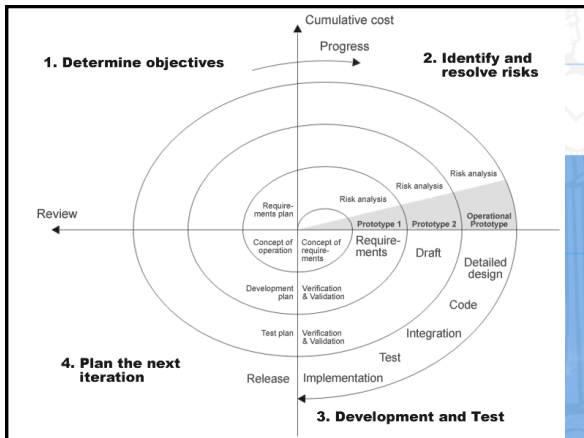 Cumulative cost
Progress
1. Determine objectives
2. Identify and
resolve risks
Risk analysis
Risk analysis
Risk analysis
Require-
ments plan
Review
Prototype 1
Prototype 2
Operational
Prototype
Concept of
operation
Concept of
require-
ments
Require-
ments
Draft
Detailed
design
Development
plan
Verification
& Validation
Code
Test plan
Verification
& Validation
Integration
Test
4. Plan the next
iteration
Release
Implementation
3. Development and Test